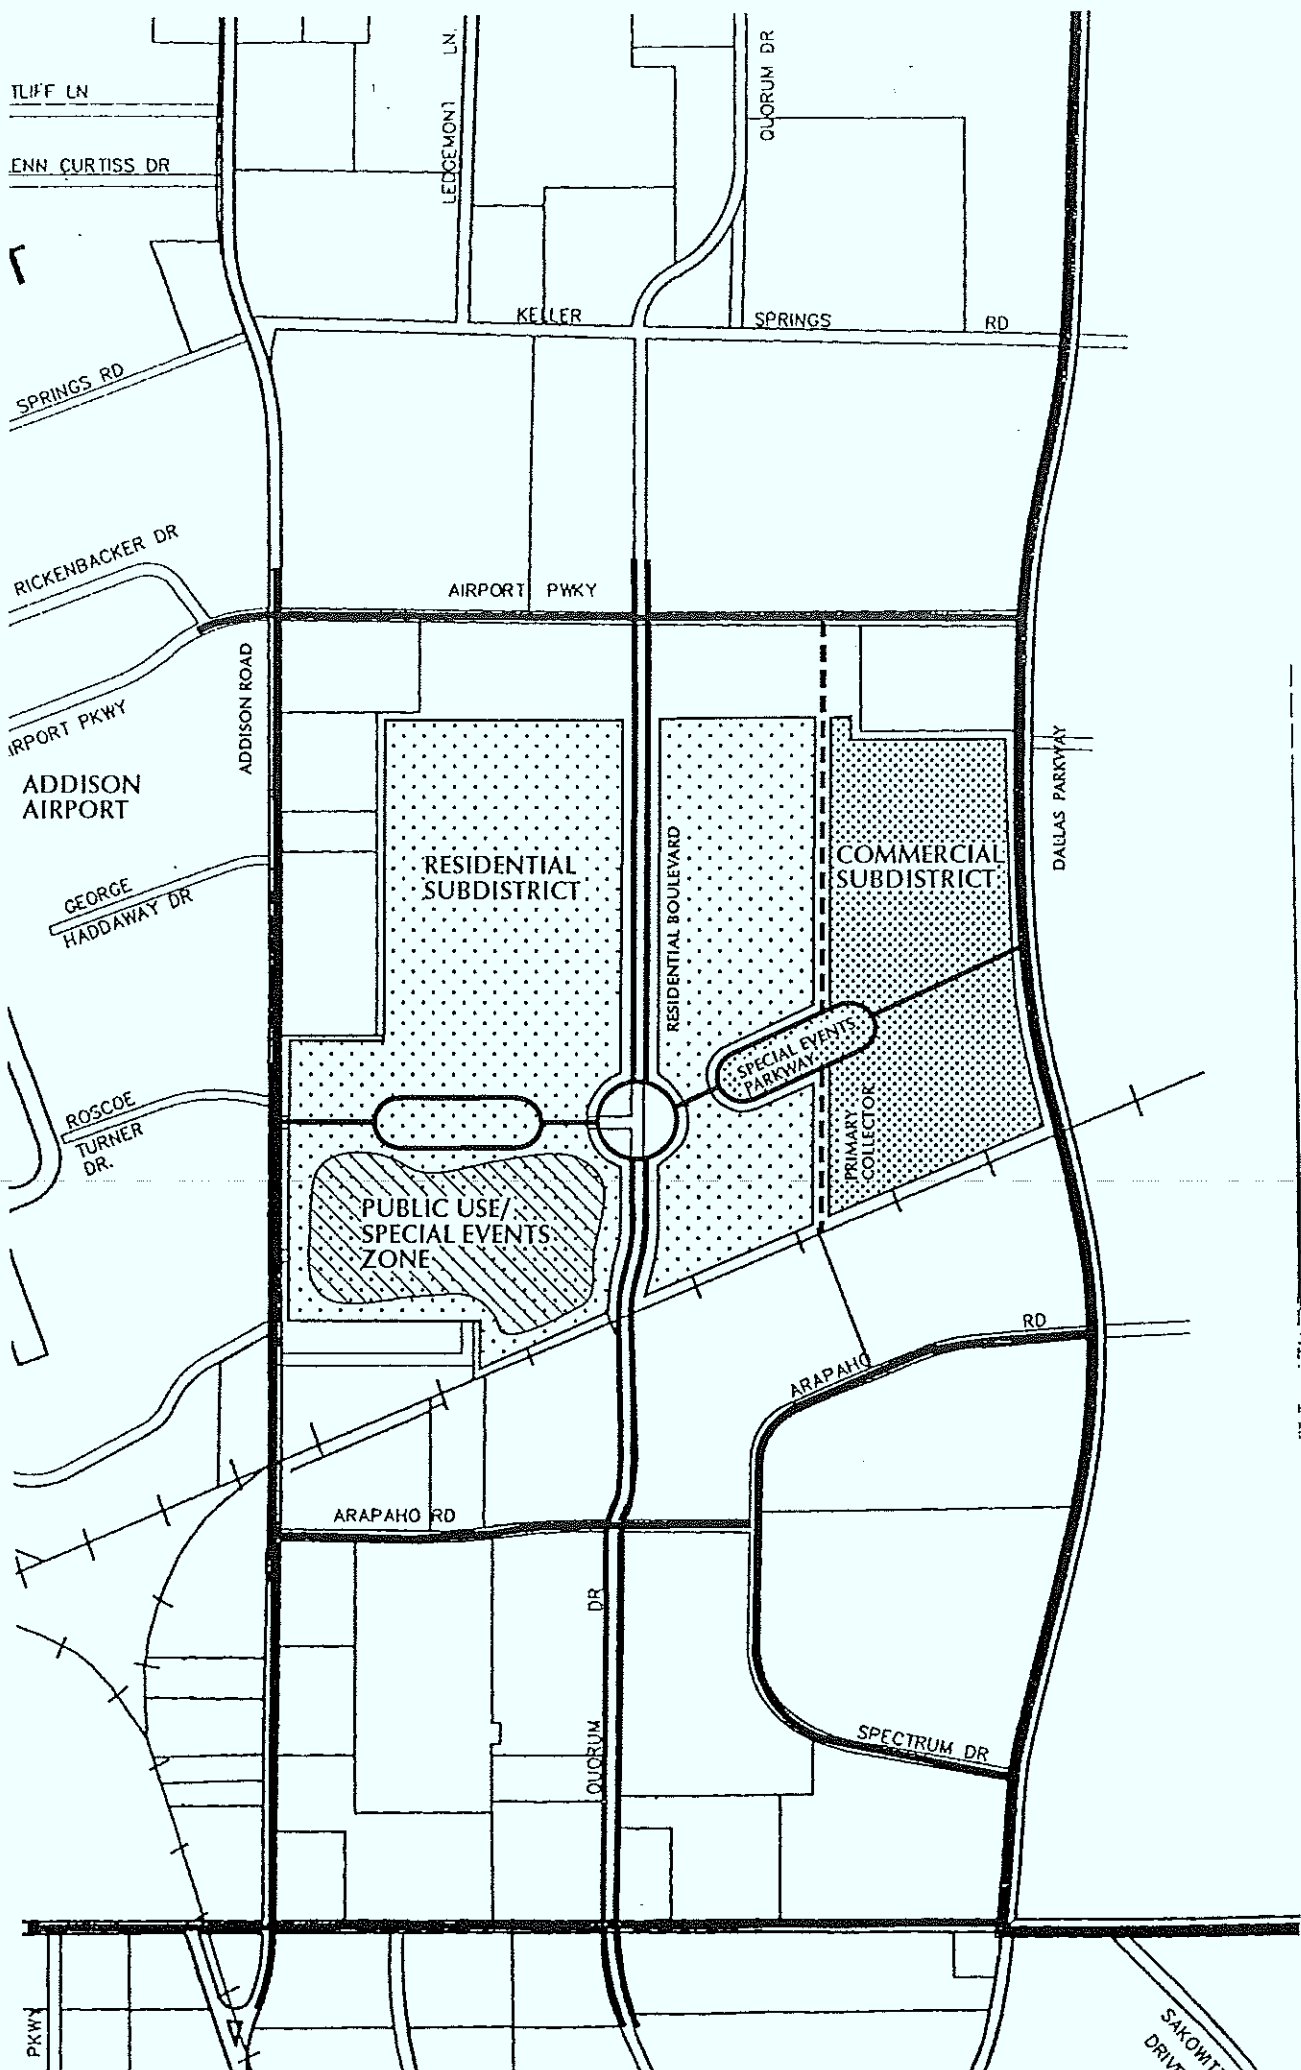 LEDGEMONT LN.
QUORUM DR
TLIFF LN
ENN CURTISS DR
KELLER SPRINGS RD
SPRINGS RD
RICKENBACKER DR
AIRPORT PWKY
ADDISON ROAD
IRPORT PKWY
ADDISON
AIRPORT
DALLAS PARKWAY
RESIDENTIAL
SUBDISTRICT
RESIDENTIAL BOULEVARD
COMMERCIAL
SUBDISTRICT
GEORGE
HADDAWAY DR
SPECIAL EVENTS
PARKWAY
ROSCOE
TURNER
DR.
PRIMARY
COLLECTOR
PUBLIC USE/
SPECIAL EVENTS
ZONE
ARAPAHO RD
ARAPAHO RD
QUORUM DR
SPECTRUM DR
PKWY